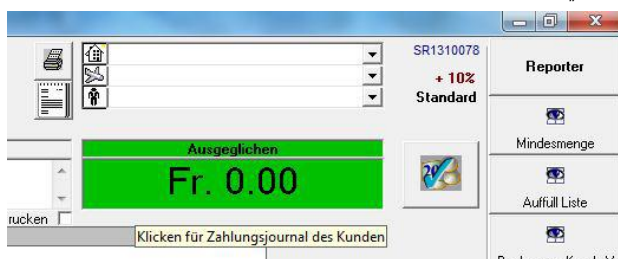 SR1310078
+ 10%
Standard
Reporter
Mindesmenge
Auffüll Liste
Ausgeglichen
Fr. 0.00
rucken
Klicken für Zahlungsjournal des Kunden